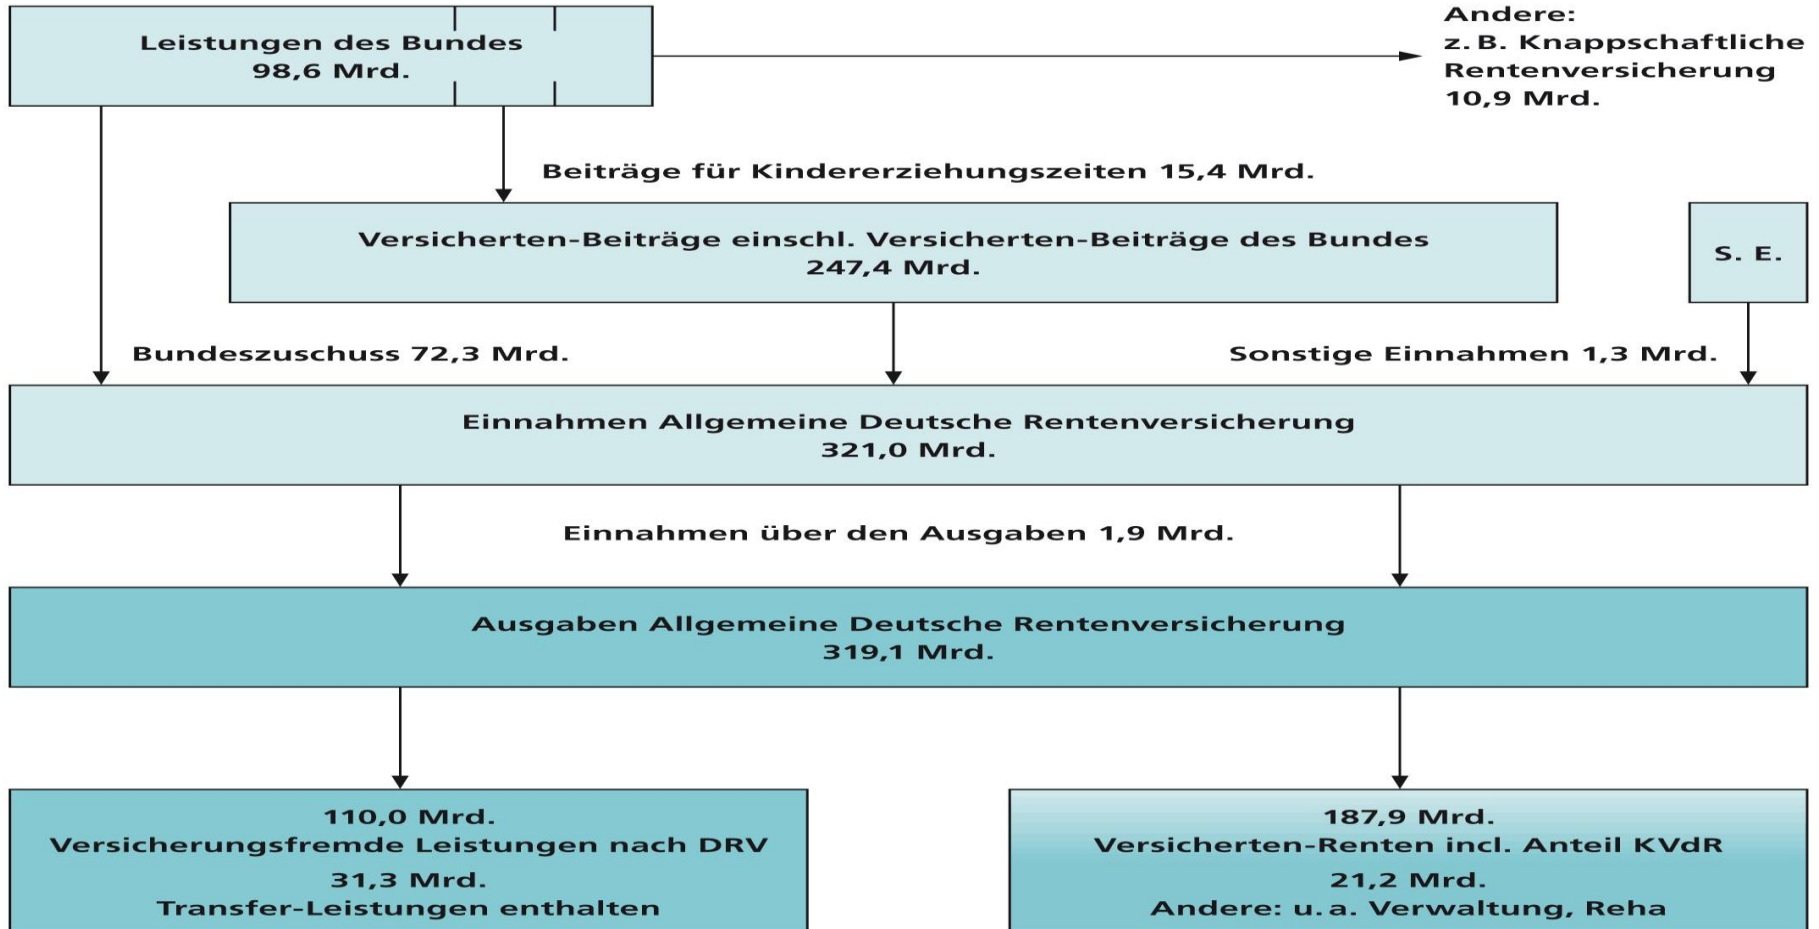 Leistungen des Bundes
98,6 Mrd.
Andere:
z. B. Knappschaftliche
Rentenversicherung
10,9 Mrd.
Beiträge für Kindererziehungszeiten 15,4 Mrd.
Versicherten-Beiträge einschl. Versicherten-Beiträge des Bundes
247,4 Mrd.
S. E.
Bundeszuschuss 72,3 Mrd.
Sonstige Einnahmen 1,3 Mrd.
Einnahmen Allgemeine Deutsche Rentenversicherung
321,0 Mrd.
Einnahmen über den Ausgaben 1,9 Mrd.
Ausgaben Allgemeine Deutsche Rentenversicherung
319,1 Mrd.
110,0 Mrd.
Versicherungsfremde Leistungen nach DRV
31,3 Mrd.
Transfer-Leistungen enthalten
187,9 Mrd.
Versicherten-Renten incl. Anteil KVdR
21,2 Mrd.
Andere: u. a. Verwaltung, Reha